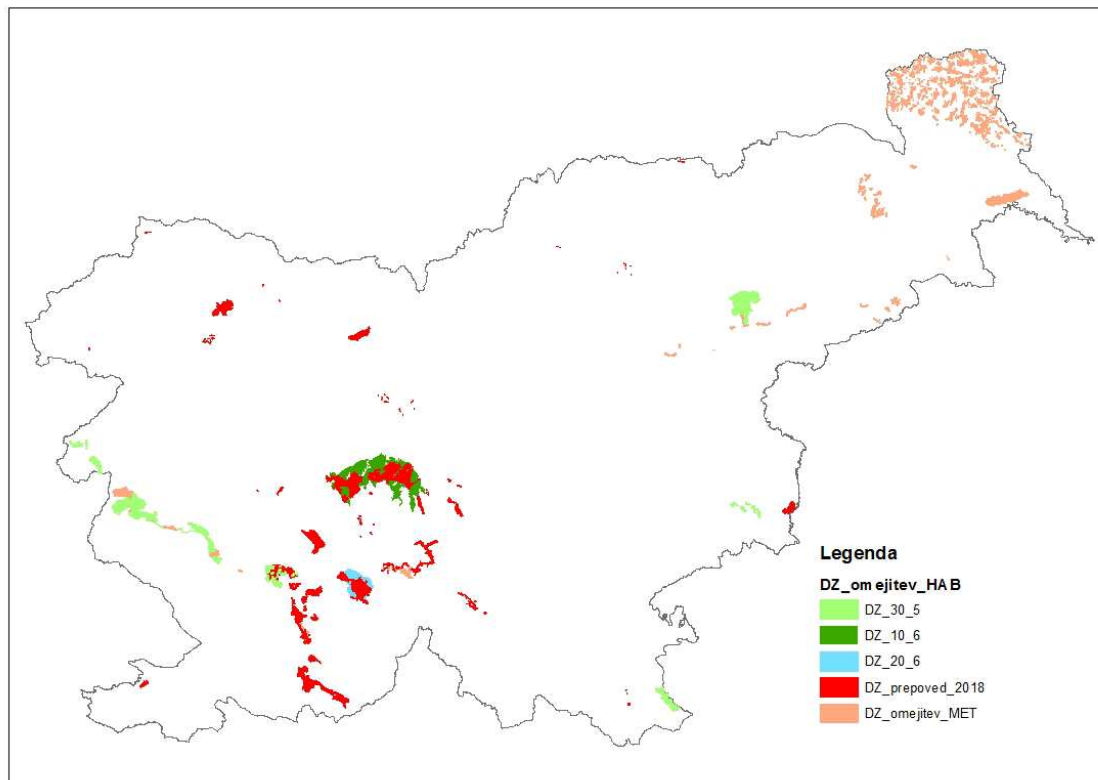 Legenda
DZ_omejitev_HAB
DZ_30_5
DZ_10_6
DZ_20_6
DZ_prepoved_2018
DZ_omejitev_MET